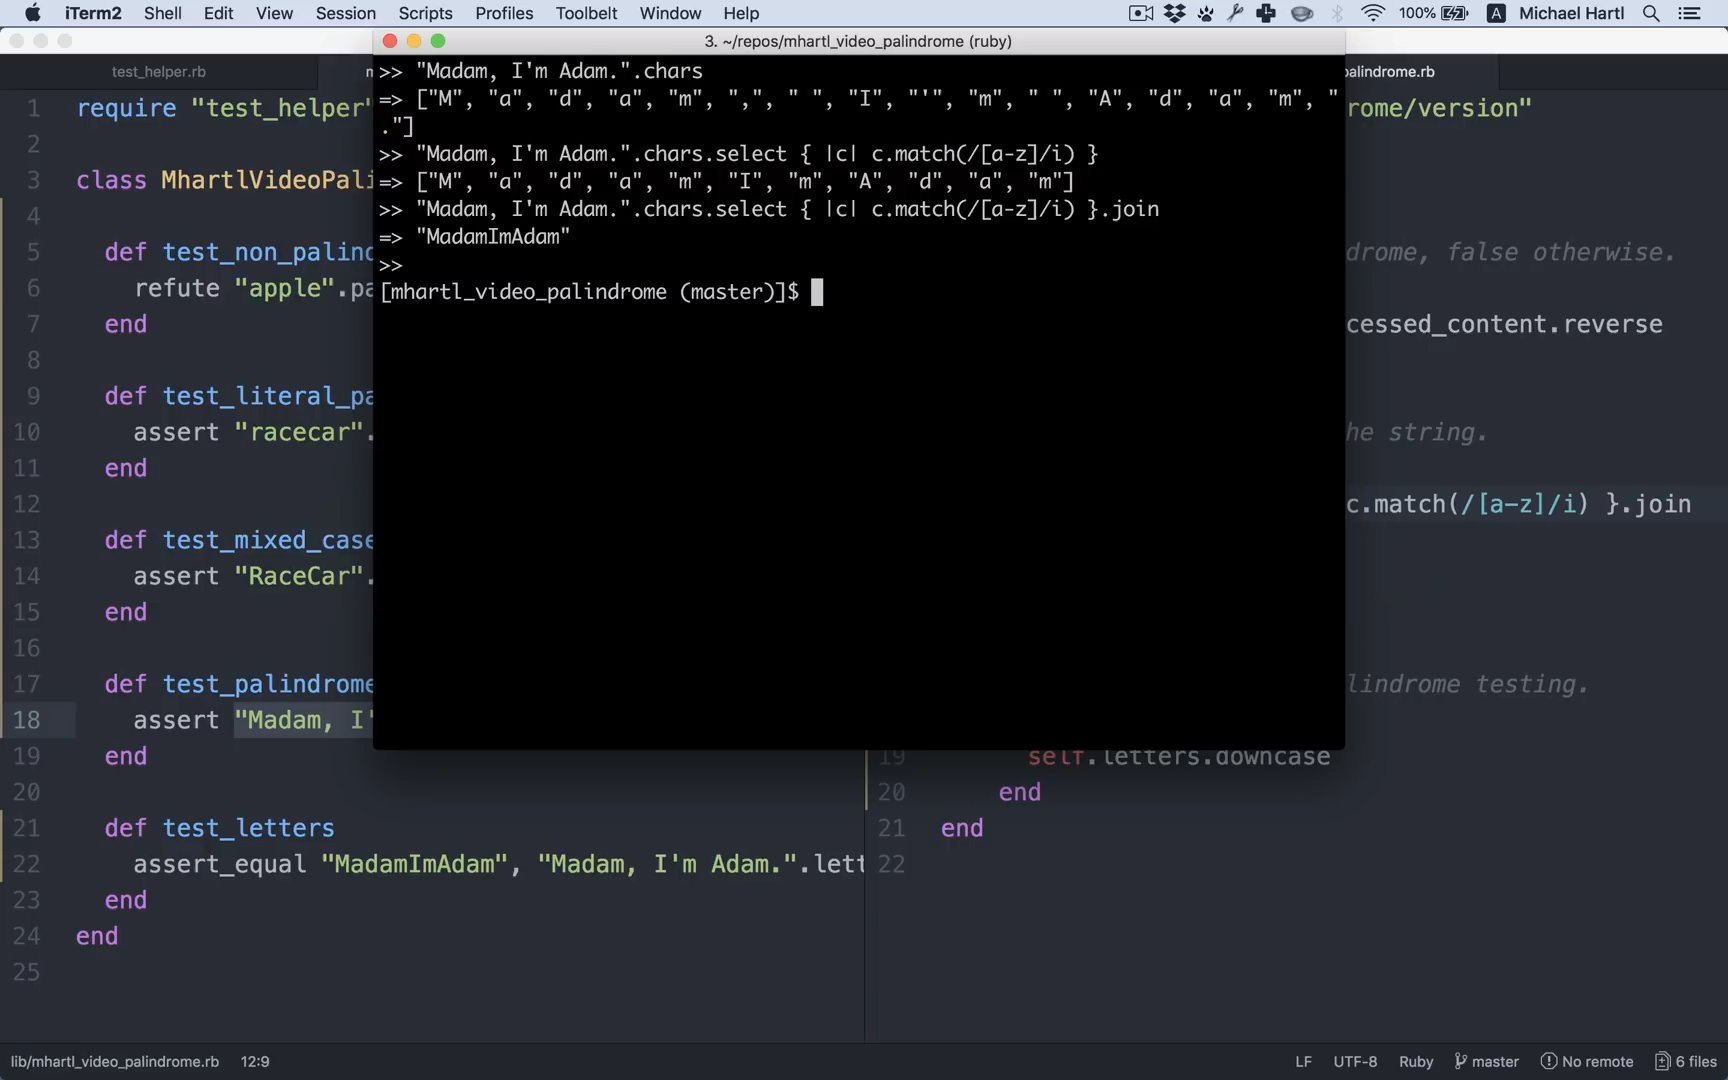 iTerm2 Shell Edit View Session Scripts Profiles Toolbelt Window Help 100% A Michael Hartl
3. ~/repos/mhartl_video_palindrome (ruby)
test_helper.rb
>> "Madam, I'm Adam.".chars
=> ["M", "a", "d", "a", "m", ",", " ", "I", "'", "m", " ", "A", "d", "a", "m", "
."]
>> "Madam, I'm Adam.".chars.select { |c| c.match(/[a-z]/i) }
=> ["M", "a", "d", "a", "m", "I", "m", "A", "d", "a", "m"]
>> "Madam, I'm Adam.".chars.select { |c| c.match(/[a-z]/i) }.join
=> "MadamImAdam"
>>
[mhartl_video_palindrome (master)]$
1 require "test_helper"
2
3 class MhartlVideoPali
4
5 def test_non_palind
6 refute "apple".pa
7 end
8
9 def test_literal_pa
10 assert "racecar".
11 end
12
13 def test_mixed_case
14 assert "RaceCar".
15 end
16
17 def test_palindrome
18 assert "Madam, I'
19 end
20
21 def test_letters
22 assert_equal "MadamImAdam", "Madam, I'm Adam.".lett
23 end
24 end
25
palindrome.rb
rome/version"
drome, false otherwise.
cessed_content.reverse
he string.
c.match(/[a-z]/i) }.join
lindrome testing.
19 self.letters.downcase
20 end
21 end
22
lib/mhartl_video_palindrome.rb 12:9 LF UTF-8 Ruby master No remote 6 files